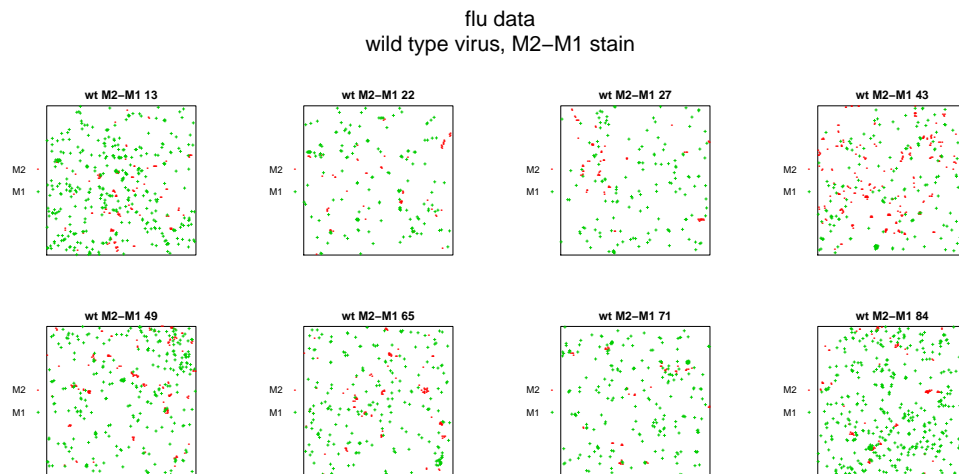 flu data
wild type virus, M2−M1 stain
wt M2−M1 13
wt M2−M1 22
wt M2−M1 27
wt M2−M1 43
M2
M1
M2
M1
M2
M1
M2
M1
wt M2−M1 49
wt M2−M1 65
wt M2−M1 71
wt M2−M1 84
M2
M1
M2
M1
M2
M1
M2
M1